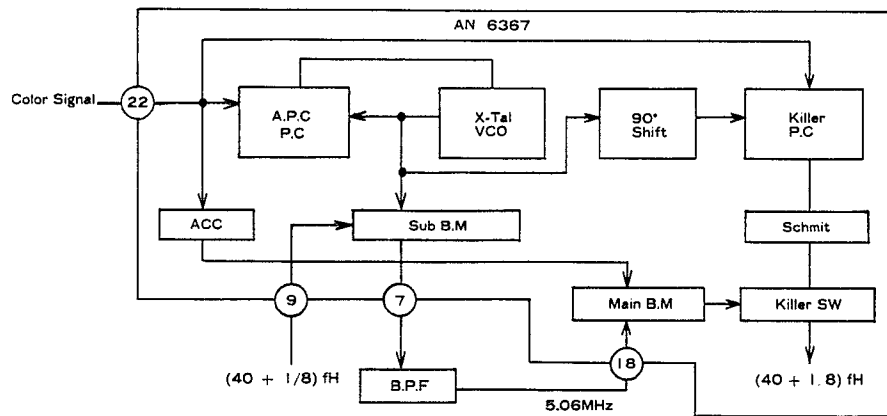 AN 6367
Color Signal
22
A.P.C
P.C
X-Tal
VCO
90°
Shift
Killer
P.C
ACC
Sub B.M
Schmit
9
7
Main B.M
Killer SW
18
(40 + 1/8) fH
B.P.F
(40 + 1.8) fH
5.06MHz